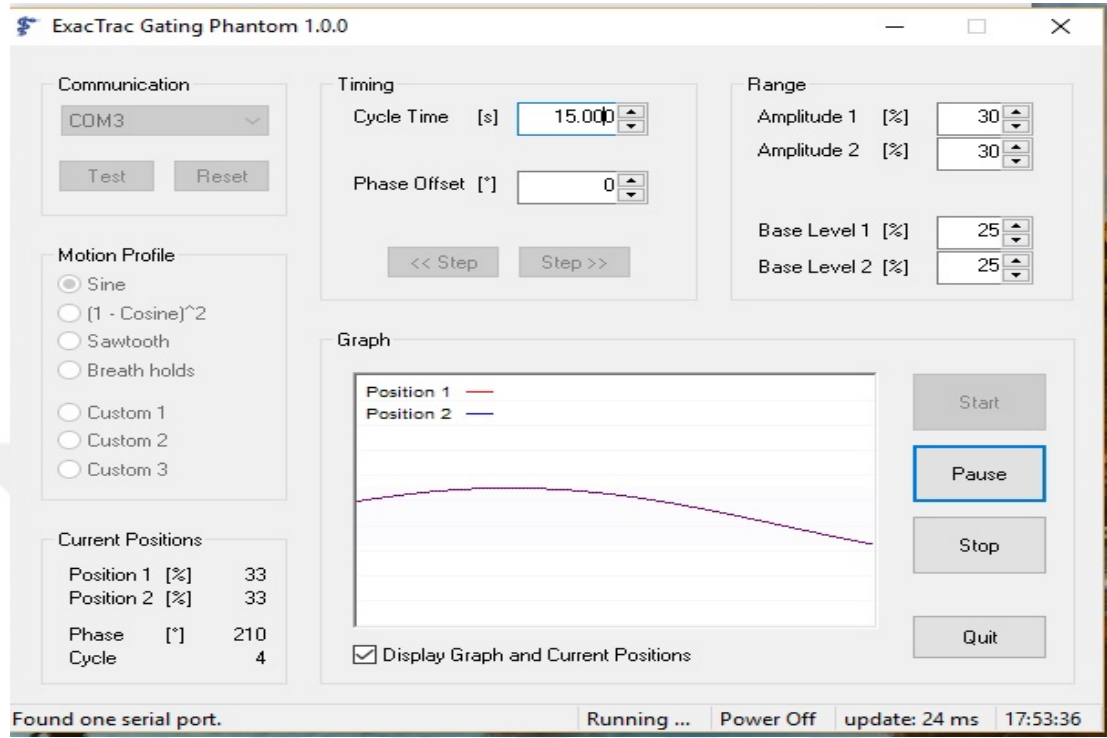 ExacTrac Gating Phantom 1.0.0
Communication
COM3
Test Reset
Timing
Cycle Time [s] 15.000
Phase Offset [°] 0
<< Step Step >>
Range
Amplitude 1 [%] 30
Amplitude 2 [%] 30
Base Level 1 [%] 25
Base Level 2 [%] 25
Motion Profile
Sine
(1 - Cosine)^2
Sawtooth
Breath holds
Custom 1
Custom 2
Custom 3
Graph
Position 1
Position 2
Start
Pause
Stop
Quit
Display Graph and Current Positions
Current Positions
Position 1 [%] 33
Position 2 [%] 33
Phase [°] 210
Cycle 4
Found one serial port. Running ... Power Off update: 24 ms 17:53:36